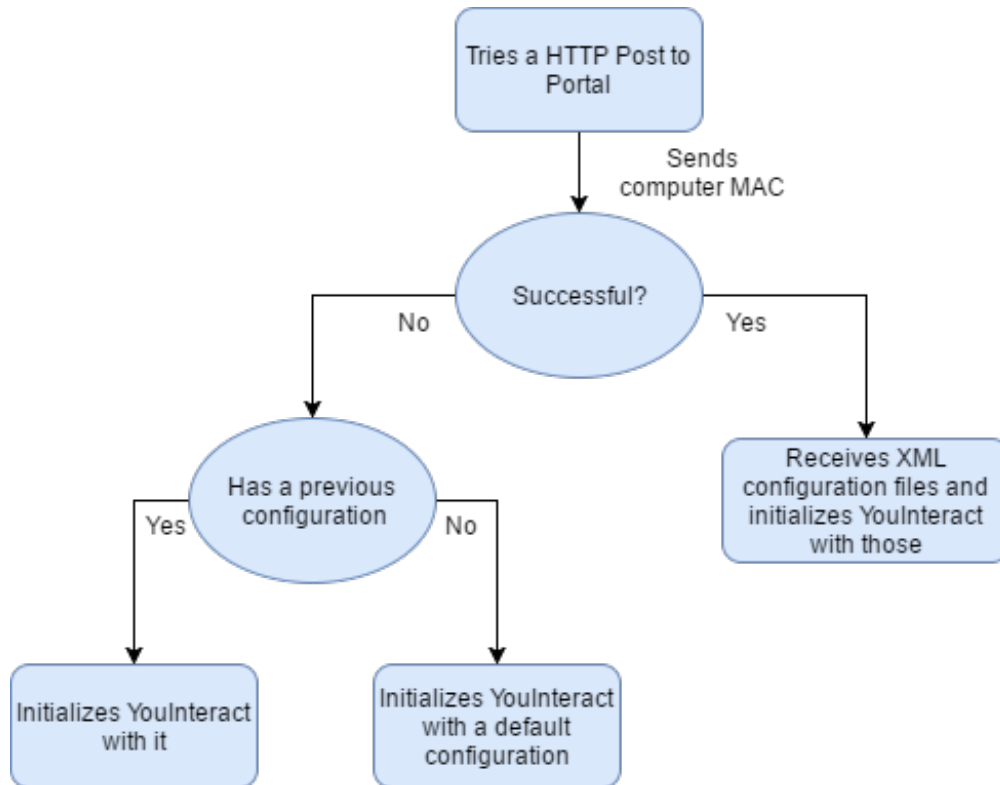 Tries a HTTP Post to
Portal
Sends
computer MAC
Successful?
No
Yes
Has a previous
configuration
Receives XML
configuration files and
initializes YouInteract
with those
Yes
No
Initializes YouInteract
with it
Initializes YouInteract
with a default
configuration